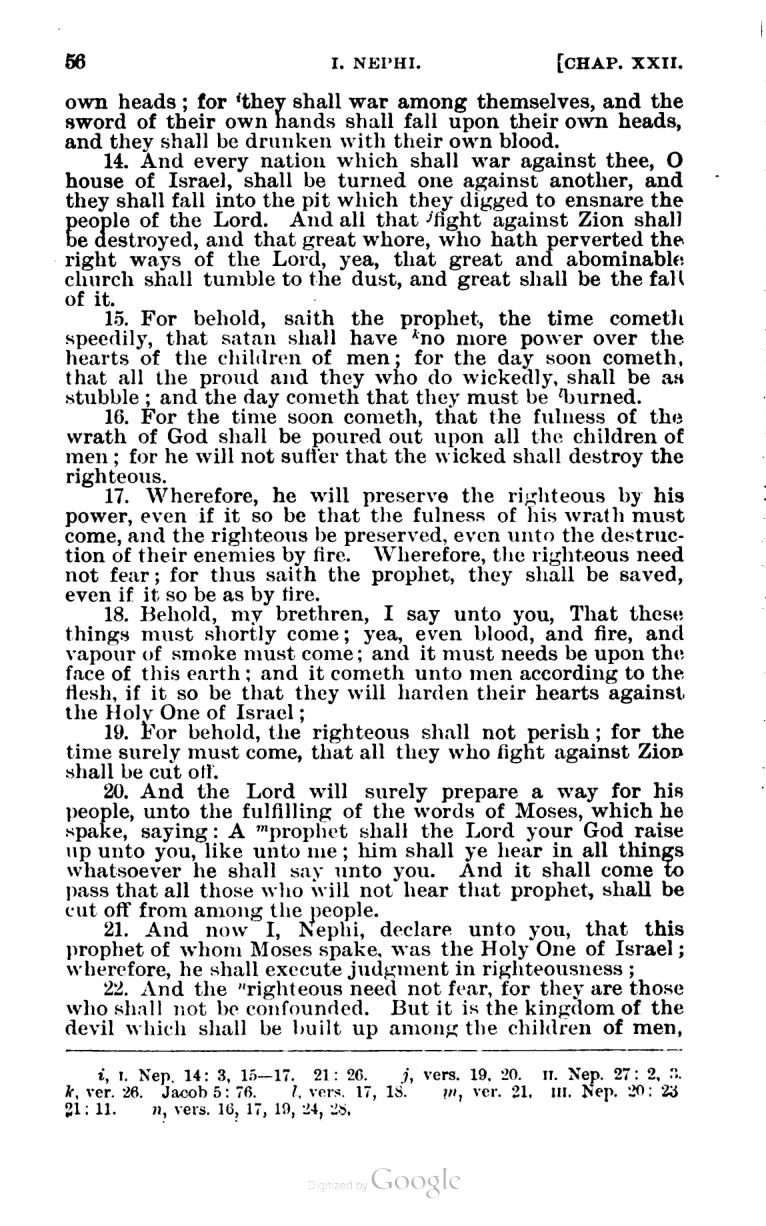 56 I. NEPHI. [CHAP. XXII.
own heads; for ithey shall war among themselves, and the
sword of their own hands shall fall upon their own heads,
and they shall be drunken with their own blood.
14. And every nation which shall war against thee, O
house of Israel, shall be turned one against another, and
they shall fall into the pit which they digged to ensnare the
people of the Lord. And all that jfight against Zion shall
be destroyed, and that great whore, who hath perverted the
right ways of the Lord, yea, that great and abominable
church shall tumble to the dust, and great shall be the fall
of it.
15. For behold, saith the prophet, the time cometh
speedily, that satan shall have kno more power over the
hearts of the children of men; for the day soon cometh,
that all the proud and they who do wickedly, shall be as
stubble; and the day cometh that they must be lburned.
16. For the time soon cometh, that the fulness of the
wrath of God shall be poured out upon all the children of
men; for he will not suffer that the wicked shall destroy the
righteous.
17. Wherefore, he will preserve the righteous by his
power, even if it so be that the fulness of his wrath must
come, and the righteous be preserved, even unto the destruc-
tion of their enemies by fire. Wherefore, the righteous need
not fear; for thus saith the prophet, they shall be saved,
even if it so be as by fire.
18. Behold, my brethren, I say unto you, That these
things must shortly come; yea, even blood, and fire, and
vapour of smoke must come; and it must needs be upon the
face of this earth; and it cometh unto men according to the
flesh, if it so be that they will harden their hearts against
the Holy One of Israel;
19. For behold, the righteous shall not perish; for the
time surely must come, that all they who fight against Zion
shall be cut off.
20. And the Lord will surely prepare a way for his
people, unto the fulfilling of the words of Moses, which he
spake, saying: A mprophet shall the Lord your God raise
up unto you, like unto me; him shall ye hear in all things
whatsoever he shall say unto you. And it shall come to
pass that all those who will not hear that prophet, shall be
cut off from among the people.
21. And now I, Nephi, declare unto you, that this
prophet of whom Moses spake, was the Holy One of Israel;
wherefore, he shall execute judgment in righteousness;
22. And the nrighteous need not fear, for they are those
who shall not be confounded. But it is the kingdom of the
devil which shall be built up among the children of men,
i, I. Nep. 14: 3, 15—17. 21: 26. j, vers. 19, 20. II. Nep. 27: 2, 3.
k, ver. 26. Jacob 5: 76. l, vers. 17, 18. m, ver. 21. III. Nep. 20: 23
21: 11. n, vers. 16, 17, 19, 24, 28.
Digitized by Google